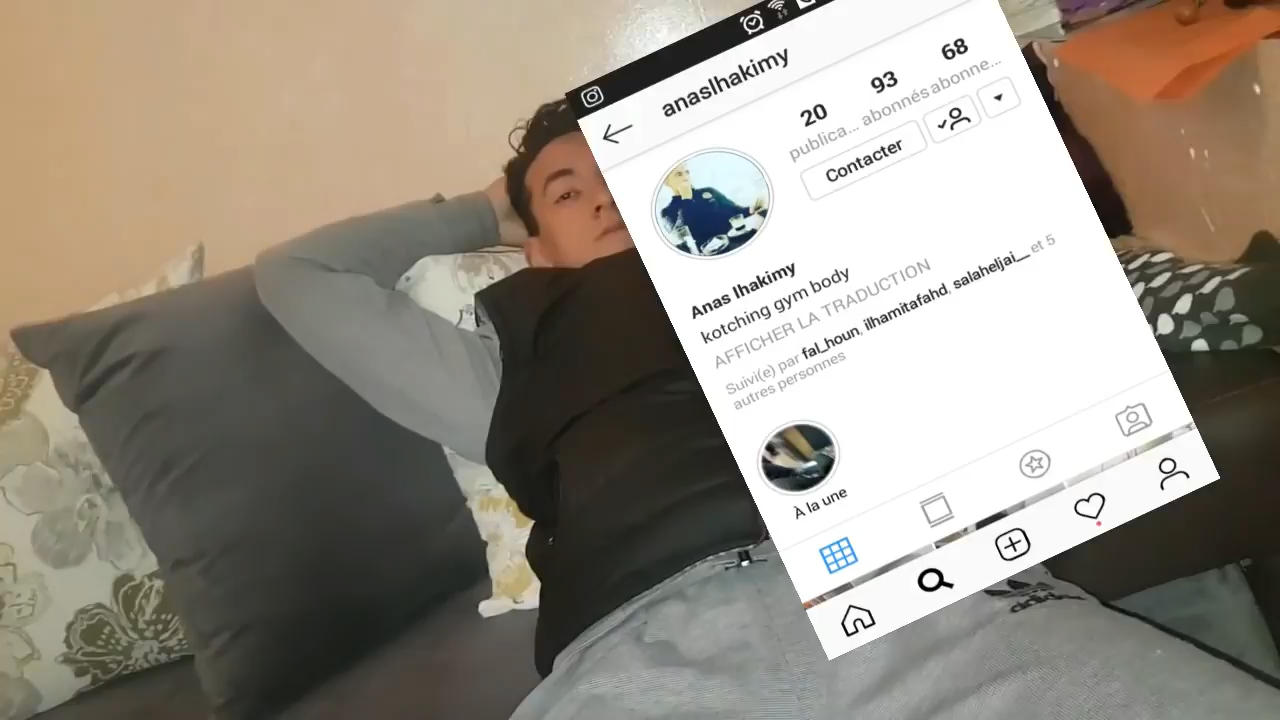 anaslhakimy
20 93 68
publica... abonnés abonne...
Contacter
Anas lhakimy
kotching gym body
AFFICHER LA TRADUCTION
Suivi(e) par fal_houn, ilhamitafahd, salaheljai__ et 5
autres personnes
À la une
adidas